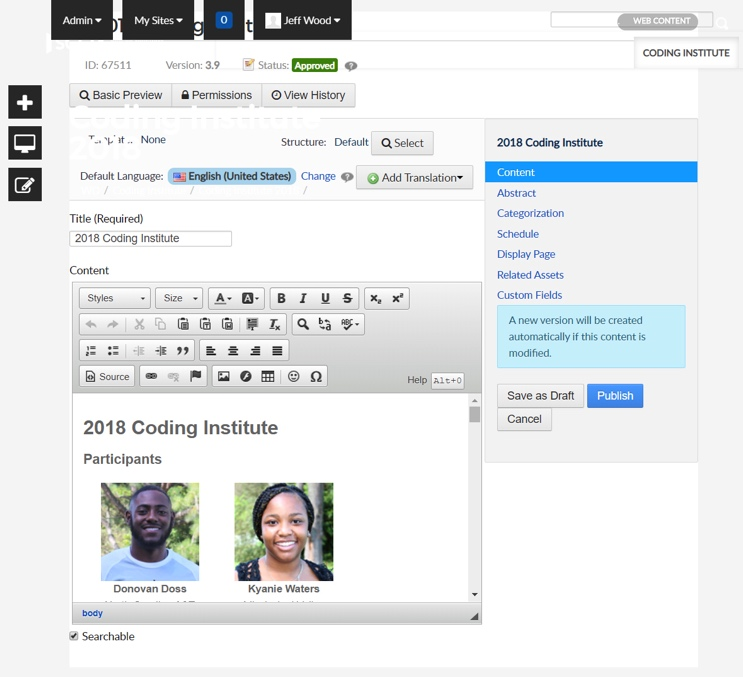 Admin
My Sites
0
Jeff Wood
WEB CONTENT
CODING INSTITUTE
ID: 67511
Version: 3.9
Status: Approved
Basic Preview
Permissions
View History
Coding Institute
2018
None
Structure: Default
Select
Default Language: English (United States) Change
Add Translation
Title (Required)
2018 Coding Institute
Content
Styles
Size
Source
Help Alt+0
2018 Coding Institute
Participants
Donovan Doss
Kyanie Waters
body
Searchable
2018 Coding Institute
Content
Abstract
Categorization
Schedule
Display Page
Related Assets
Custom Fields
A new version will be created
automatically if this content is
modified.
Save as Draft
Publish
Cancel